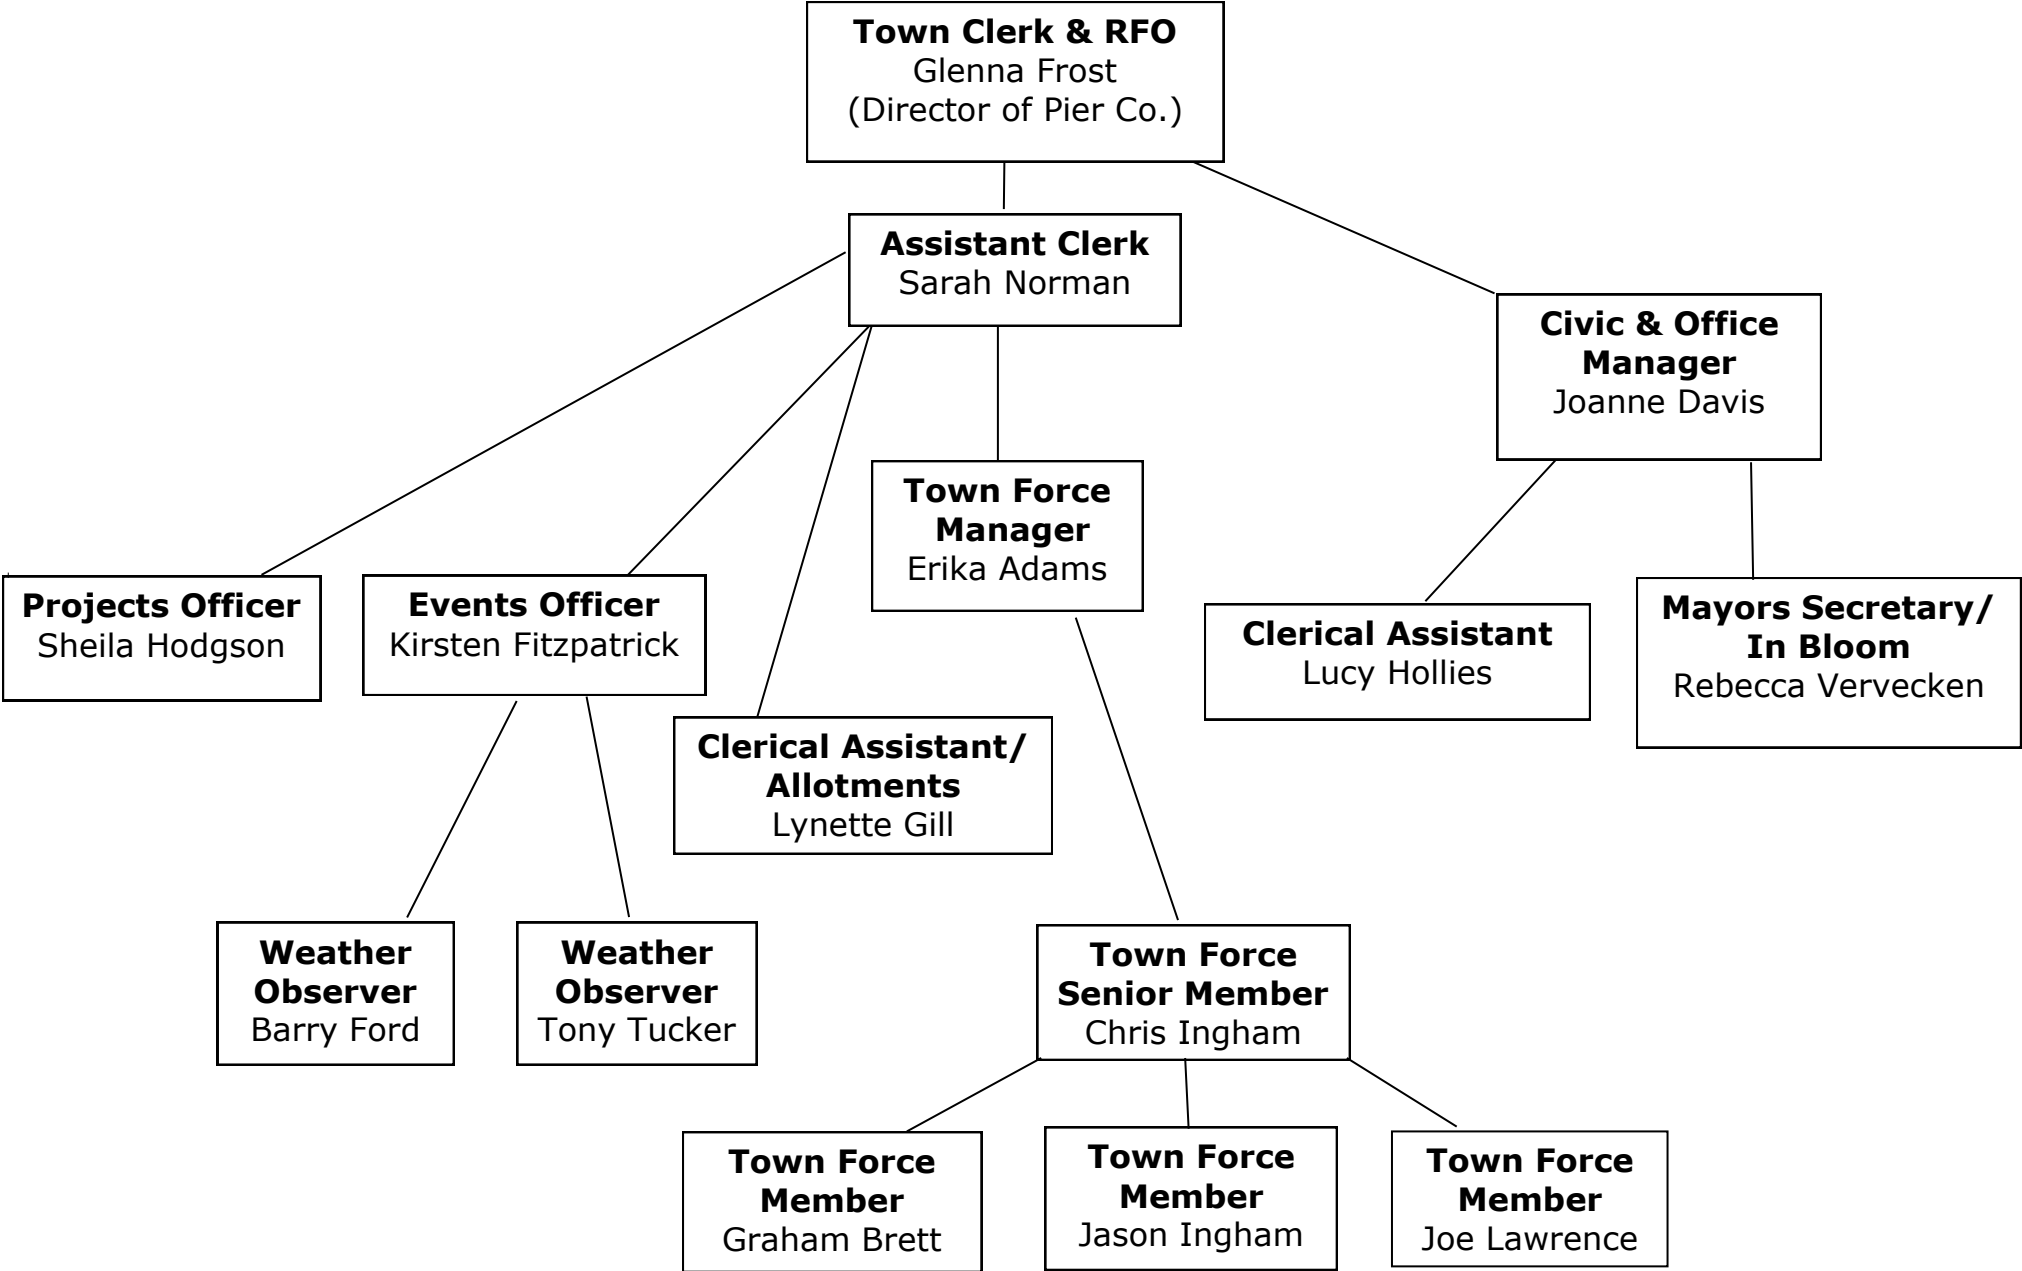 Town Clerk & RFO
Glenna Frost
(Director of Pier Co.)
Assistant Clerk
Sarah Norman
Civic & Office
Manager
Joanne Davis
Town Force
Manager
Erika Adams
Projects Officer
Sheila Hodgson
Events Officer
Kirsten Fitzpatrick
Clerical Assistant
Lucy Hollies
Mayors Secretary/
In Bloom
Rebecca Vervecken
Clerical Assistant/
Allotments
Lynette Gill
Weather
Observer
Barry Ford
Weather
Observer
Tony Tucker
Town Force
Senior Member
Chris Ingham
Town Force
Member
Graham Brett
Town Force
Member
Jason Ingham
Town Force
Member
Joe Lawrence